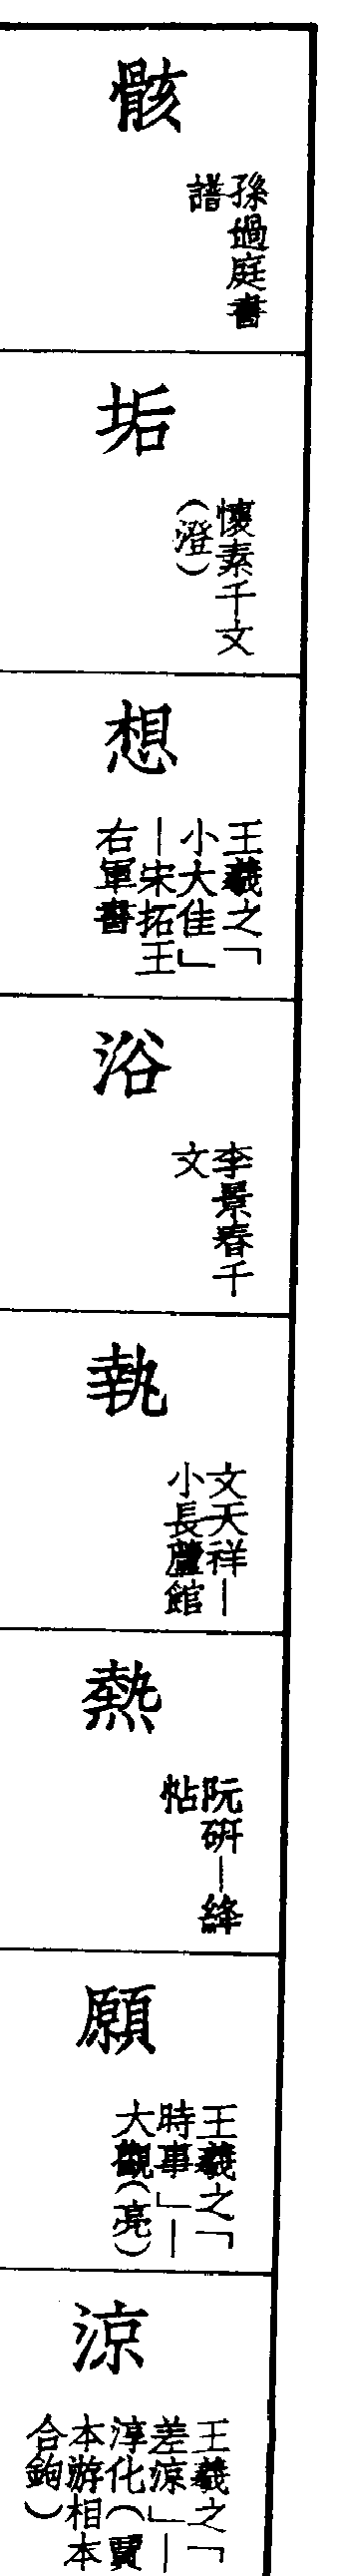 骸
孫過庭書
譜
垢
懷素千文
（澄）
想
王羲之「
小大佳」
｜宋拓王
右軍書
浴
李景春千
文
執
文天祥｜
小長蘆館
熱
阮研｜絳
帖
願
王羲之「
時事」｜
大觀（亮）
涼
王羲之「
差涼」｜
淳化（賈
本游相本
合鉤）